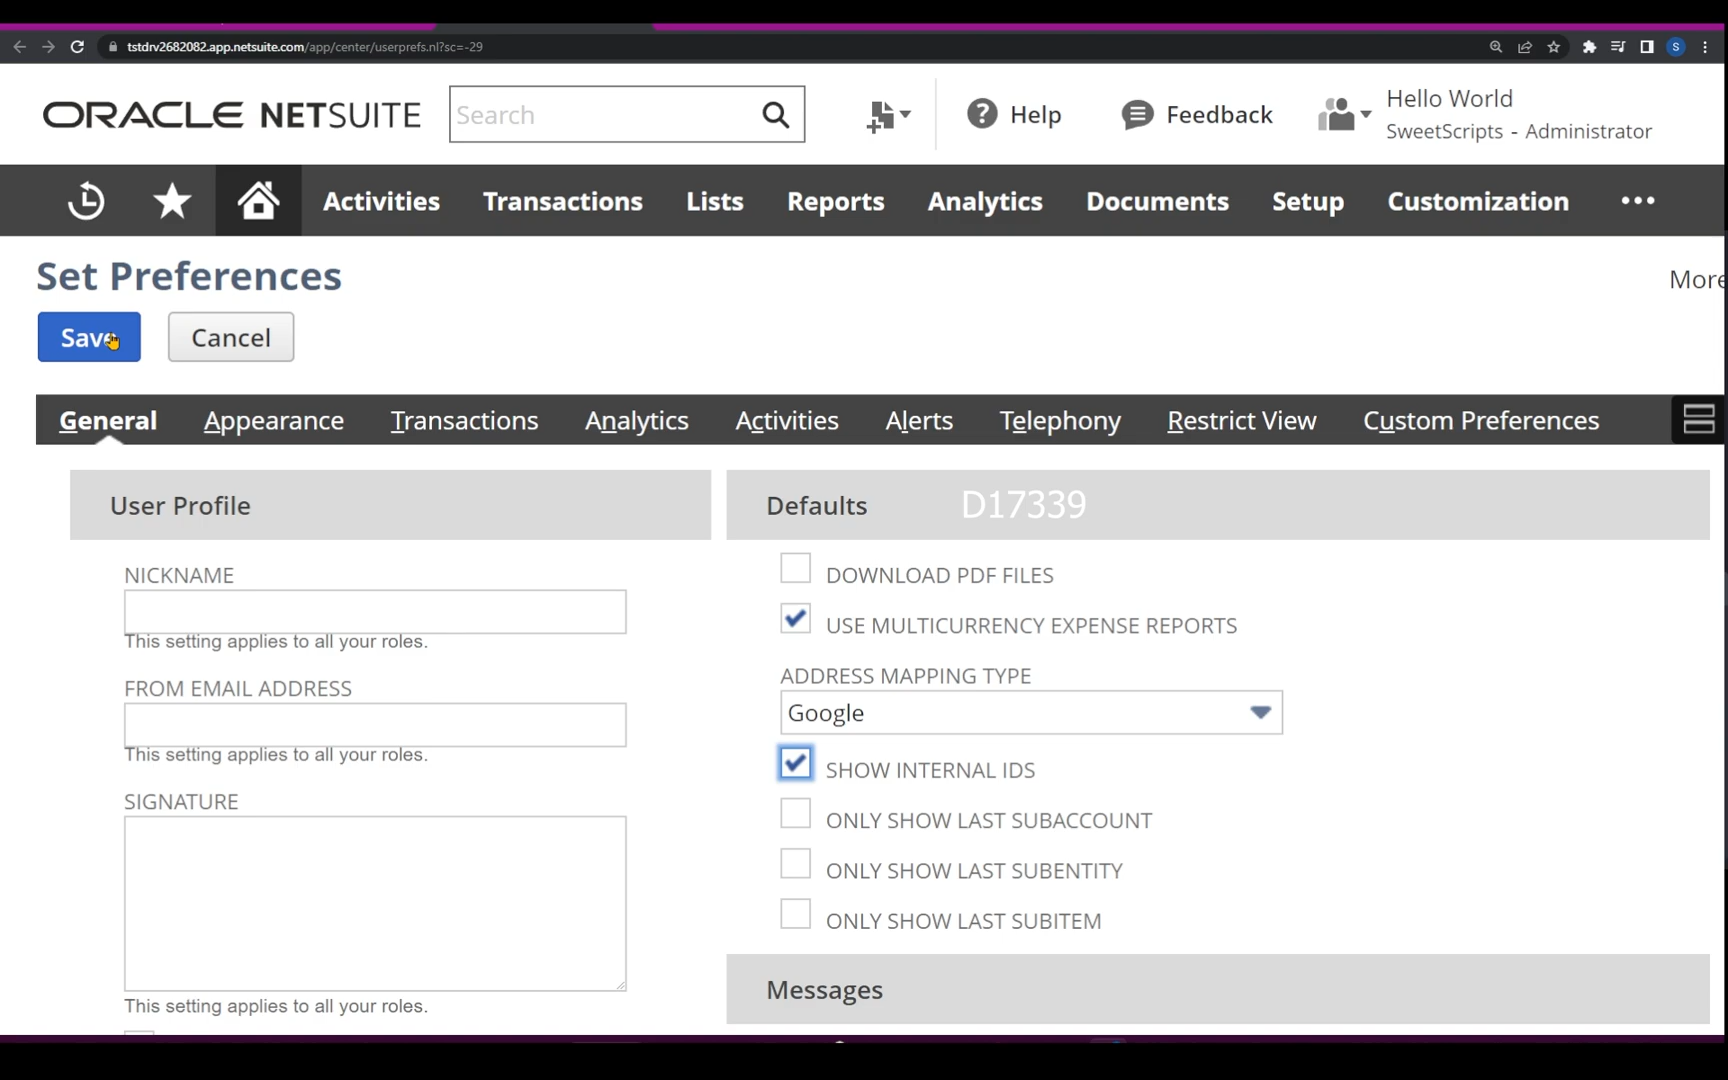 tstdrv2682082.app.netsuite.com/app/center/userprefs.nl?sc=-29
S
ORACLE NETSUITE
Search
Help
Feedback
Hello World
SweetScripts - Administrator
Activities
Transactions
Lists
Reports
Analytics
Documents
Setup
Customization
Set Preferences
More
Save
Cancel
General
Appearance
Transactions
Analytics
Activities
Alerts
Telephony
Restrict View
Custom Preferences
User Profile
NICKNAME
This setting applies to all your roles.
FROM EMAIL ADDRESS
This setting applies to all your roles.
SIGNATURE
This setting applies to all your roles.
Defaults
D17339
DOWNLOAD PDF FILES
USE MULTICURRENCY EXPENSE REPORTS
ADDRESS MAPPING TYPE
Google
SHOW INTERNAL IDS
ONLY SHOW LAST SUBACCOUNT
ONLY SHOW LAST SUBENTITY
ONLY SHOW LAST SUBITEM
Messages